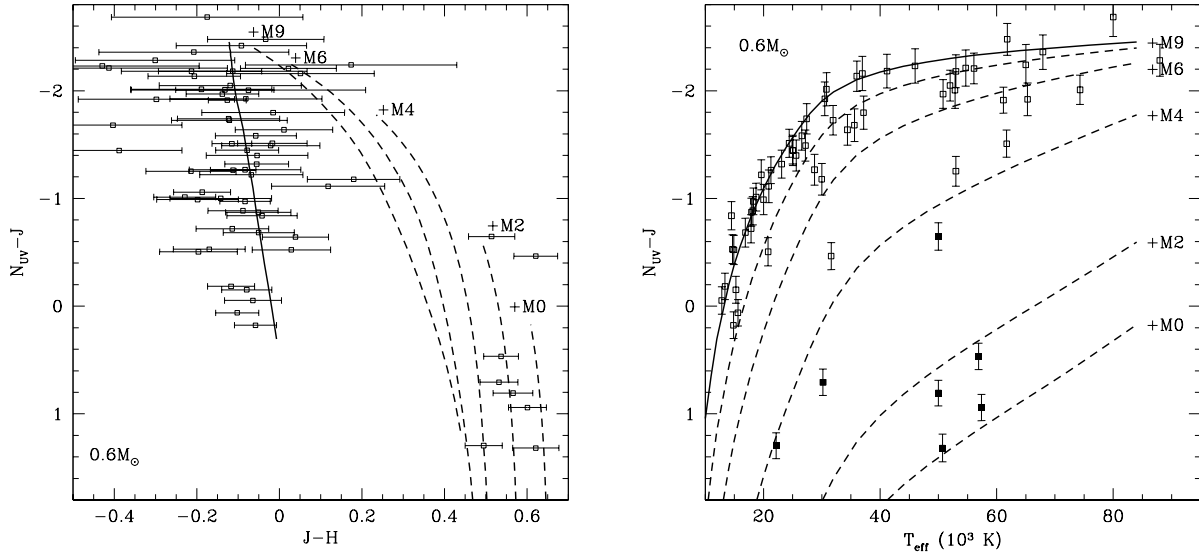 +M9
+M6
+M4
+M2
+M0
0.6M⊙
N_UV−J
−2
−1
0
1
−0.4
−0.2
0
0.2
0.4
0.6
J−H
0.6M⊙
+M9
+M6
+M4
+M2
+M0
N_UV−J
−2
−1
0
1
20
40
60
80
T_eff (10³ K)